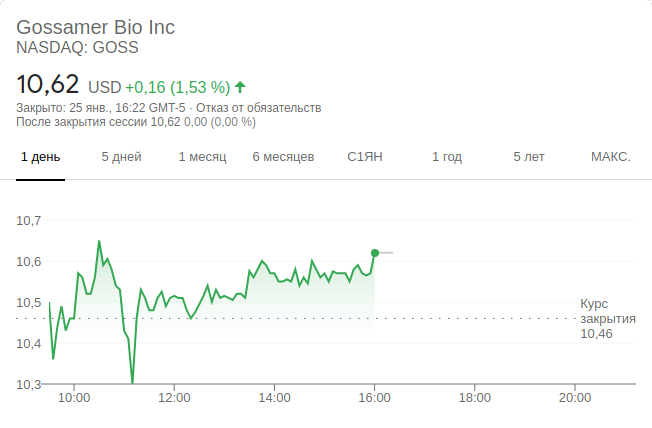 Gossamer Bio Inc
NASDAQ: GOSS
10,62 USD +0,16 (1,53 %)
Закрыто: 25 янв., 16:22 GMT-5 · Отказ от обязательств
После закрытия сессии 10,62 0,00 (0,00 %)
1 день 5 дней 1 месяц 6 месяцев С1ЯН 1 год 5 лет МАКС.
10,7
10,6
10,5
10,4
10,3
Курс
закрытия
10,46
10:00 12:00 14:00 16:00 18:00 20:00